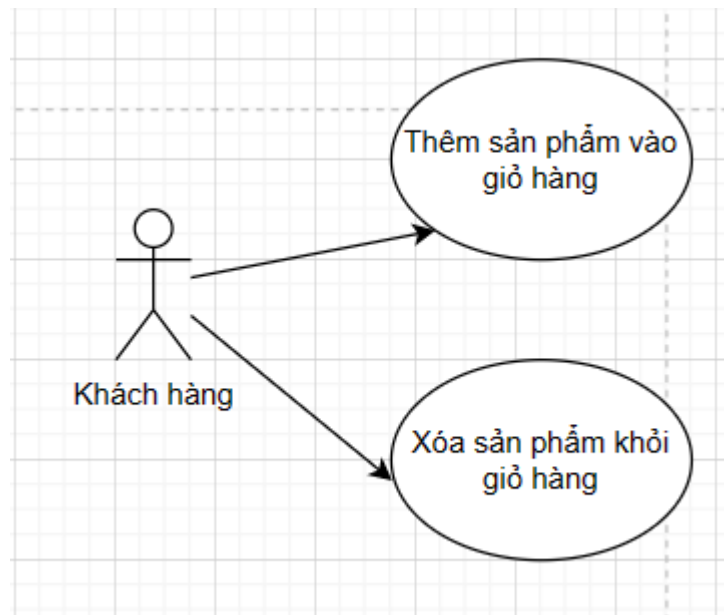 Thêm sản phẩm vào
giỏ hàng
Khách hàng
Xóa sản phẩm khỏi
giỏ hàng